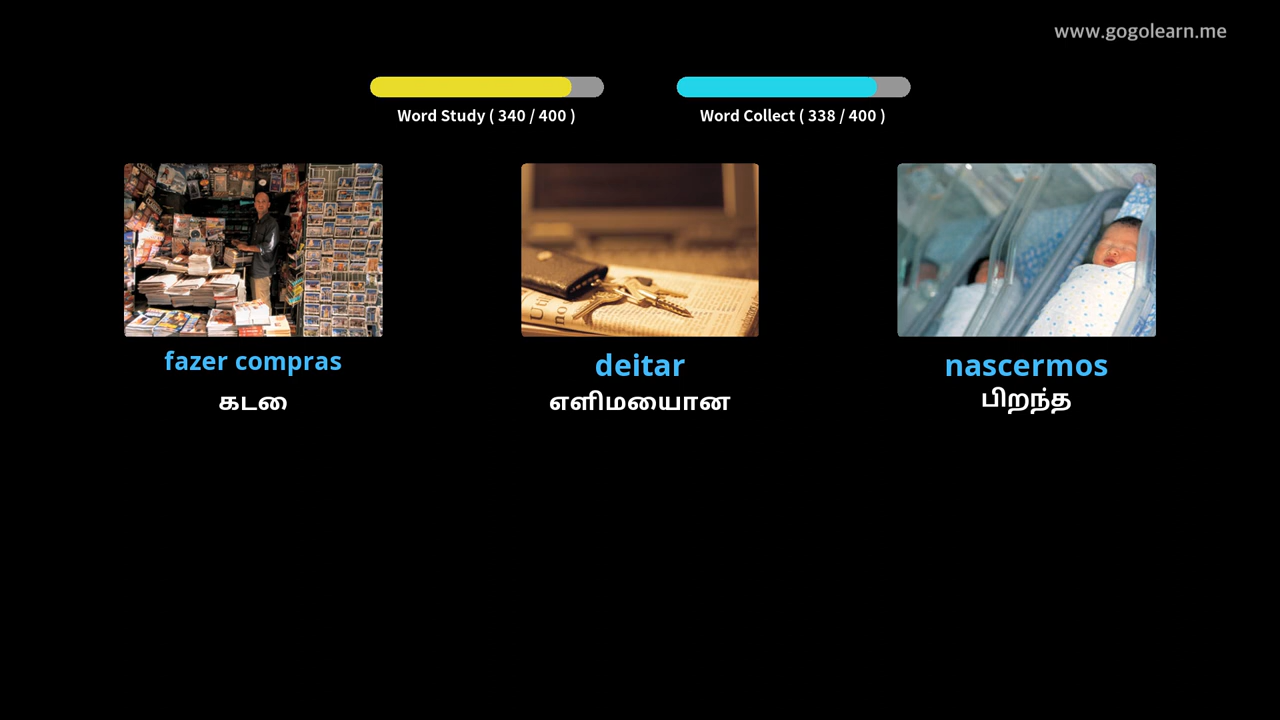 www.gogolearn.me
Word Study ( 340 / 400 )
Word Collect ( 338 / 400 )
fazer compras
deitar
nascermos
கடை
எளிமையான
பிறந்த